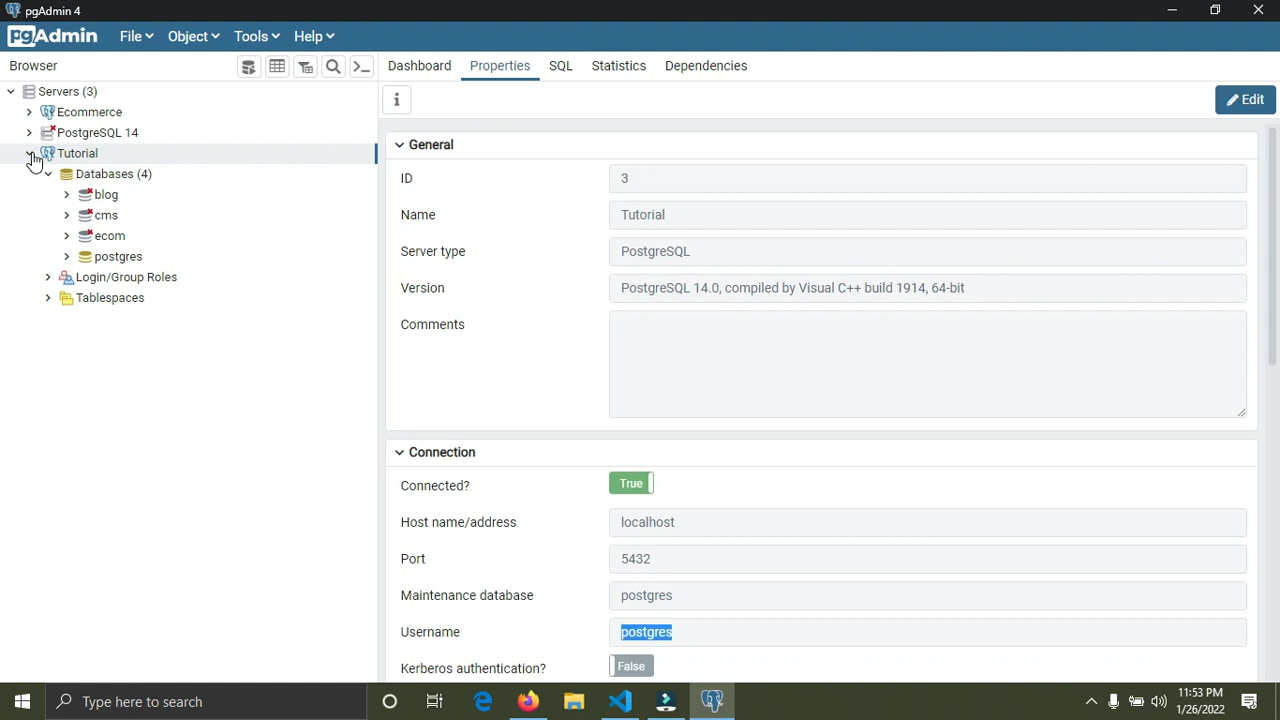 pgAdmin 4
pgAdmin File Object Tools Help
Browser
Dashboard Properties SQL Statistics Dependencies
Servers (3)
Ecommerce
PostgreSQL 14
Tutorial
Databases (4)
blog
cms
ecom
postgres
Login/Group Roles
Tablespaces
i
Edit
General
ID 3
Name Tutorial
Server type PostgreSQL
Version PostgreSQL 14.0, compiled by Visual C++ build 1914, 64-bit
Comments
Connection
Connected? True
Host name/address localhost
Port 5432
Maintenance database postgres
Username postgres
Kerberos authentication? False
Type here to search
11:53 PM
1/26/2022